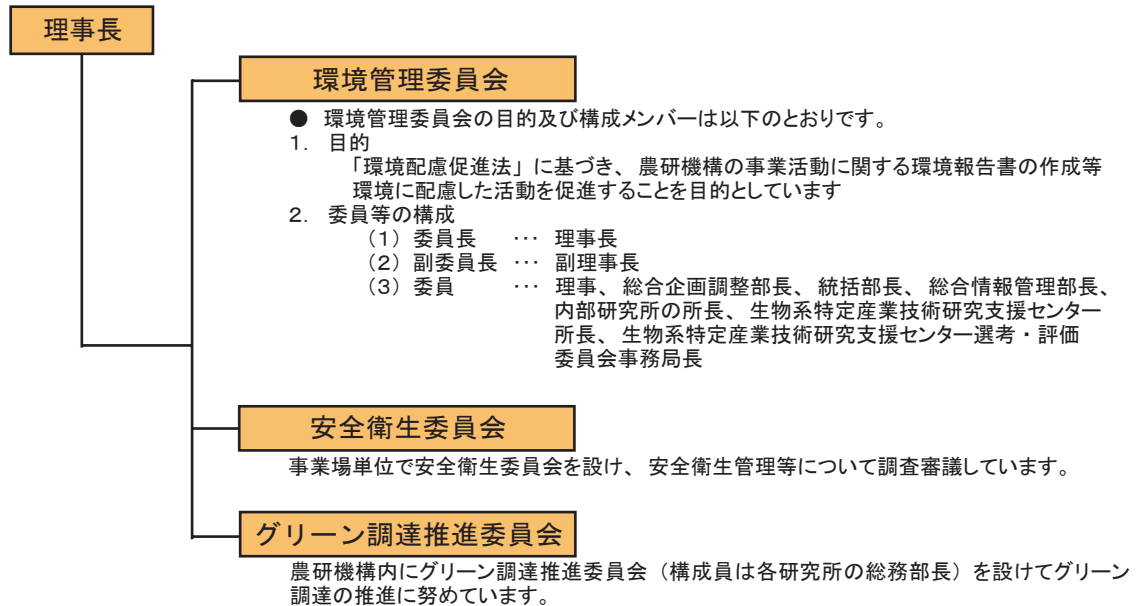 理事長
環境管理委員会
● 環境管理委員会の目的及び構成メンバーは以下のとおりです。
1. 目的
「環境配慮促進法」に基づき、農研機構の事業活動に関する環境報告書の作成等
環境に配慮した活動を促進することを目的としています
2. 委員等の構成
(1) 委員長 … 理事長
(2) 副委員長 … 副理事長
(3) 委員 … 理事、総合企画調整部長、統括部長、総合情報管理部長、
内部研究所の所長、生物系特定産業技術研究支援センター
所長、生物系特定産業技術研究支援センター選考・評価
委員会事務局長
安全衛生委員会
事業場単位で安全衛生委員会を設け、安全衛生管理等について調査審議しています。
グリーン調達推進委員会
農研機構内にグリーン調達推進委員会（構成員は各研究所の総務部長）を設けてグリーン
調達の推進に努めています。